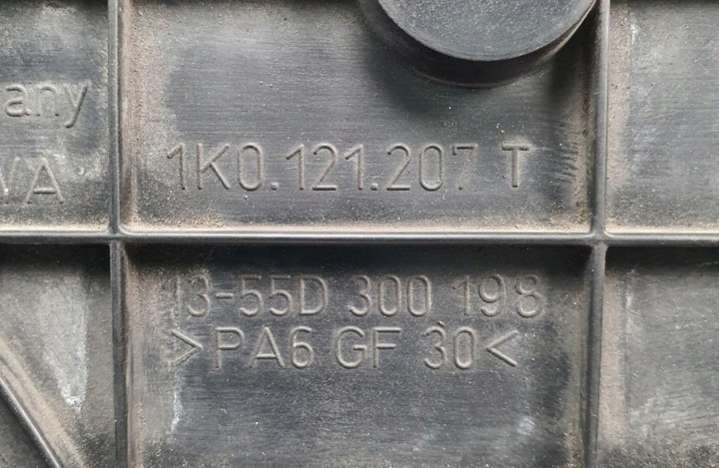 any
VA
1K0.121.207 T
13-55D 300 198
>PA6 GF 30<